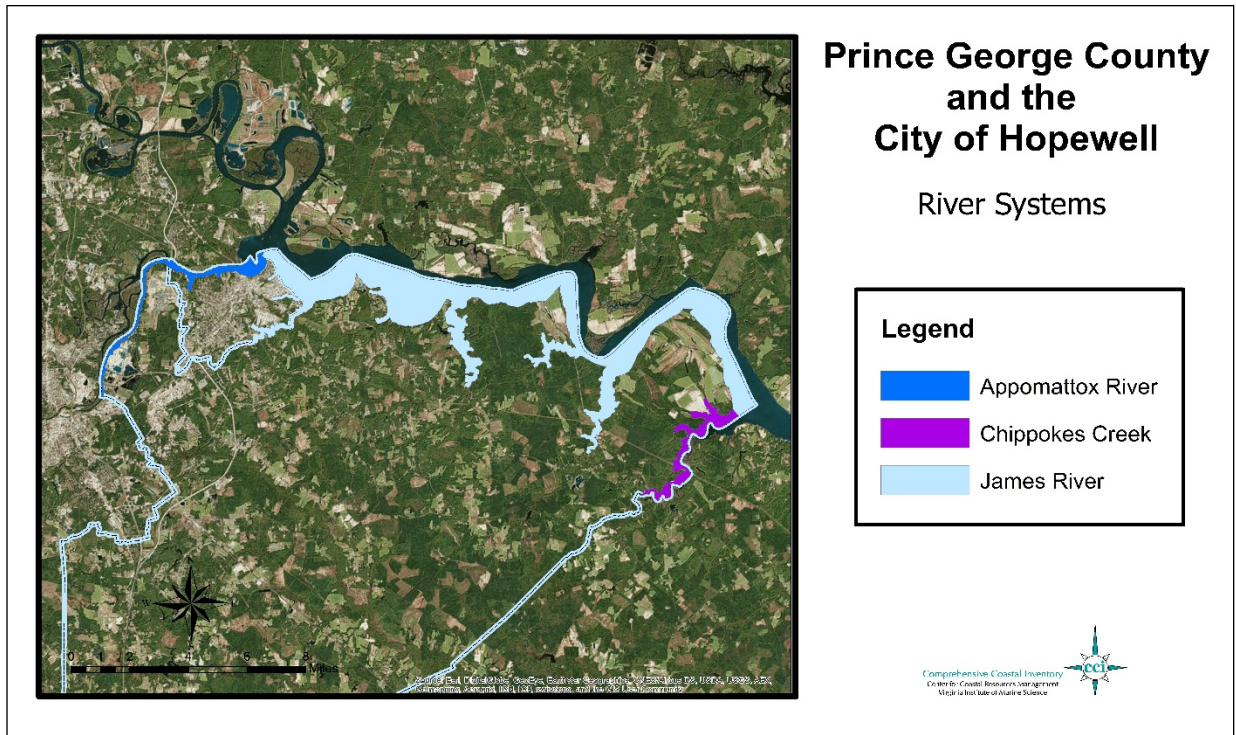 Prince George County
and the
City of Hopewell
River Systems
Legend
Appomattox River
Chippokes Creek
James River
0 1 2 4 6 8
Miles
Comprehensive Coastal Inventory
Center for Coastal Resources Management
Virginia Institute of Marine Science
cci